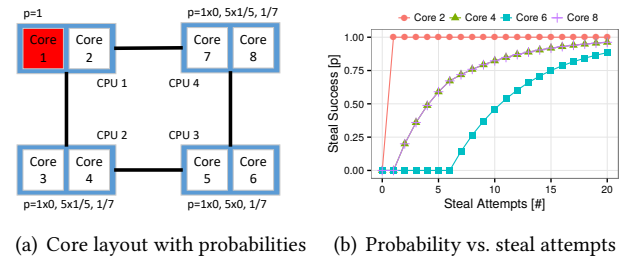 p=1
p=1x0, 5x1/5, 1/7
Core 1
Core 2
Core 7
Core 8
CPU 1
CPU 4
CPU 2
CPU 3
Core 3
Core 4
Core 5
Core 6
p=1x0, 5x1/5, 1/7
p=1x0, 5x0, 1/7
(a) Core layout with probabilities
Core 2
Core 4
Core 6
Core 8
Steal Success [p]
1.00
0.75
0.50
0.25
0.00
0
5
10
15
20
Steal Attempts [#]
(b) Probability vs. steal attempts